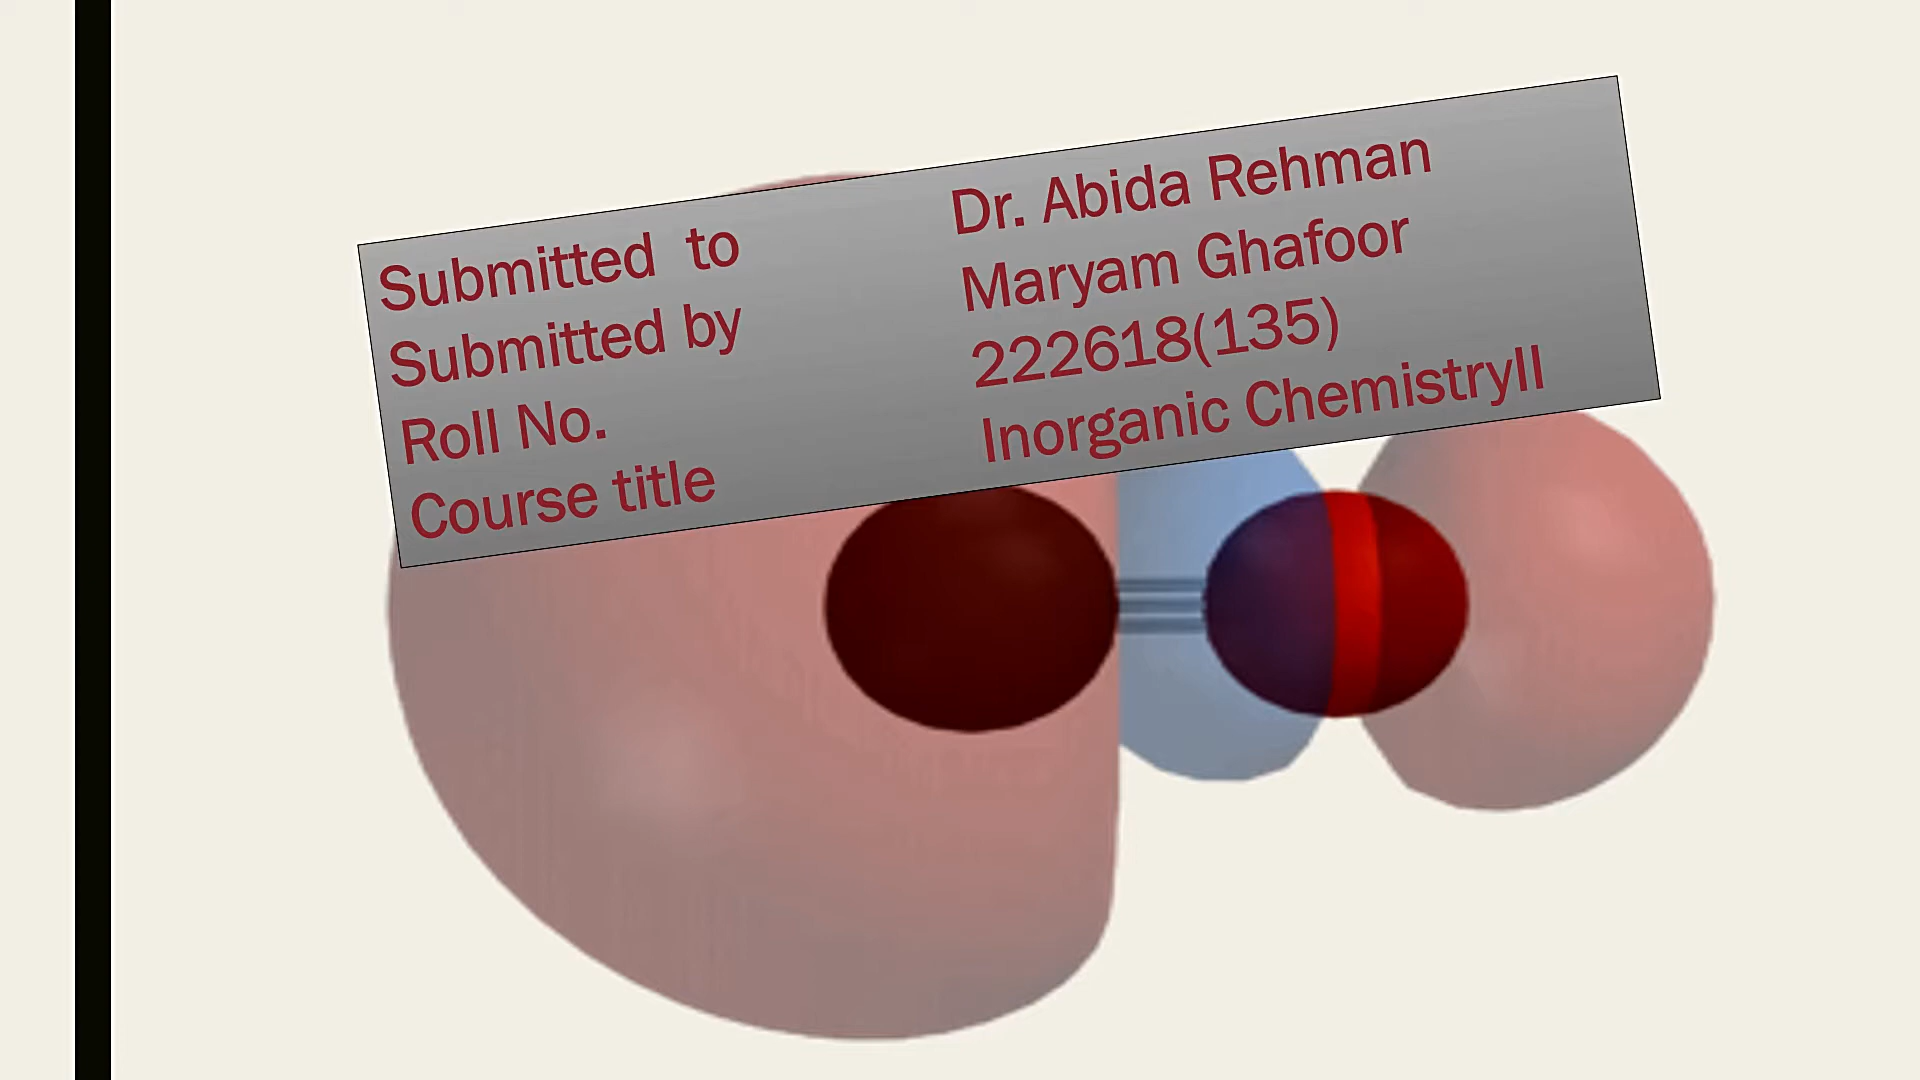 Submitted to Dr. Abida Rehman
Submitted by Maryam Ghafoor
Roll No. 222618(135)
Course title Inorganic ChemistryII